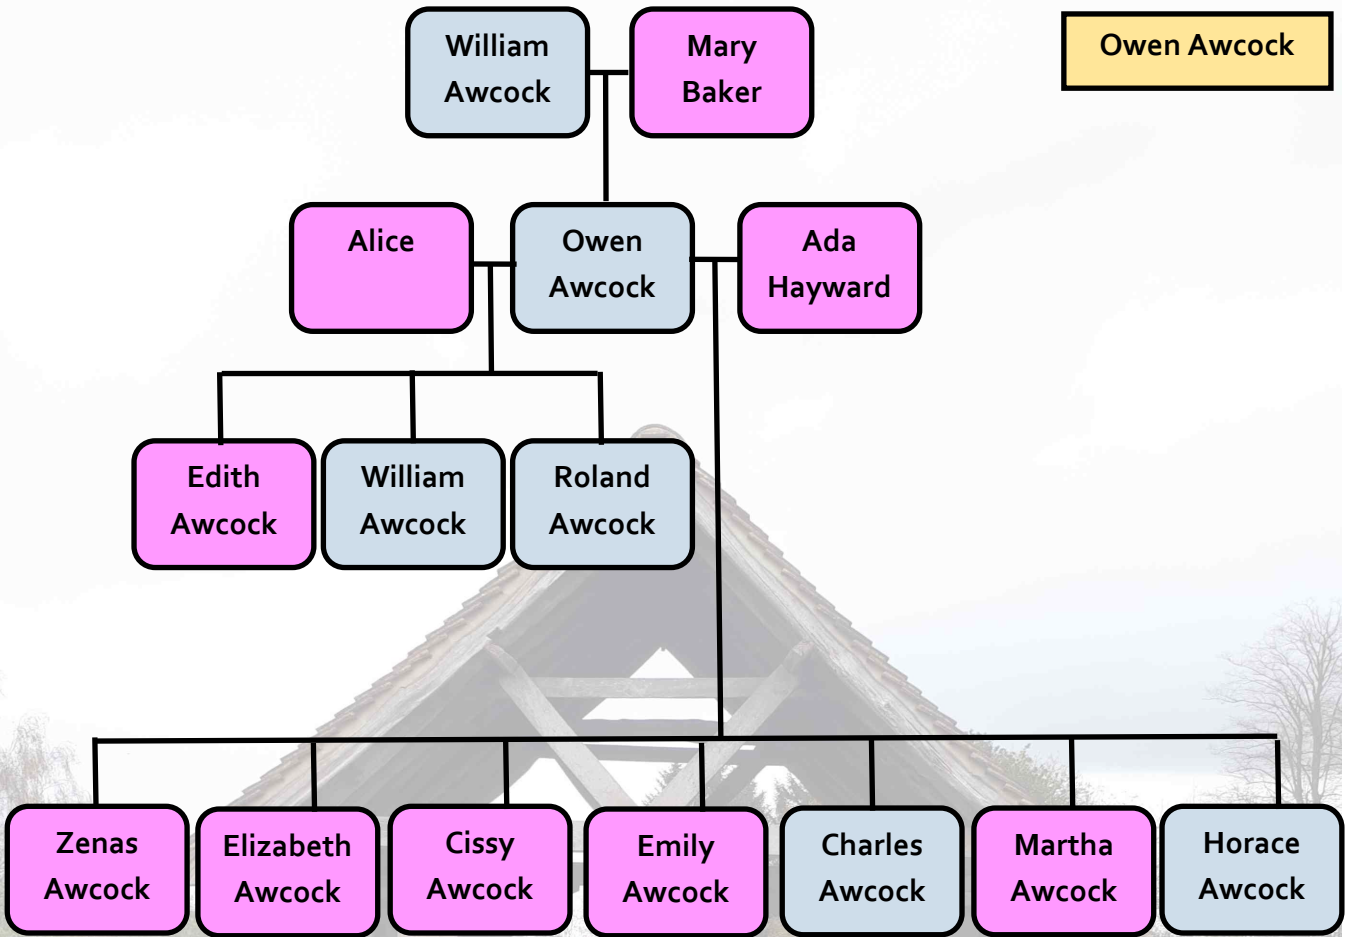 William
Awcock
Mary
Baker
Owen Awcock
Alice
Owen
Awcock
Ada
Hayward
Edith
Awcock
William
Awcock
Roland
Awcock
Zenas
Awcock
Elizabeth
Awcock
Cissy
Awcock
Emily
Awcock
Charles
Awcock
Martha
Awcock
Horace
Awcock